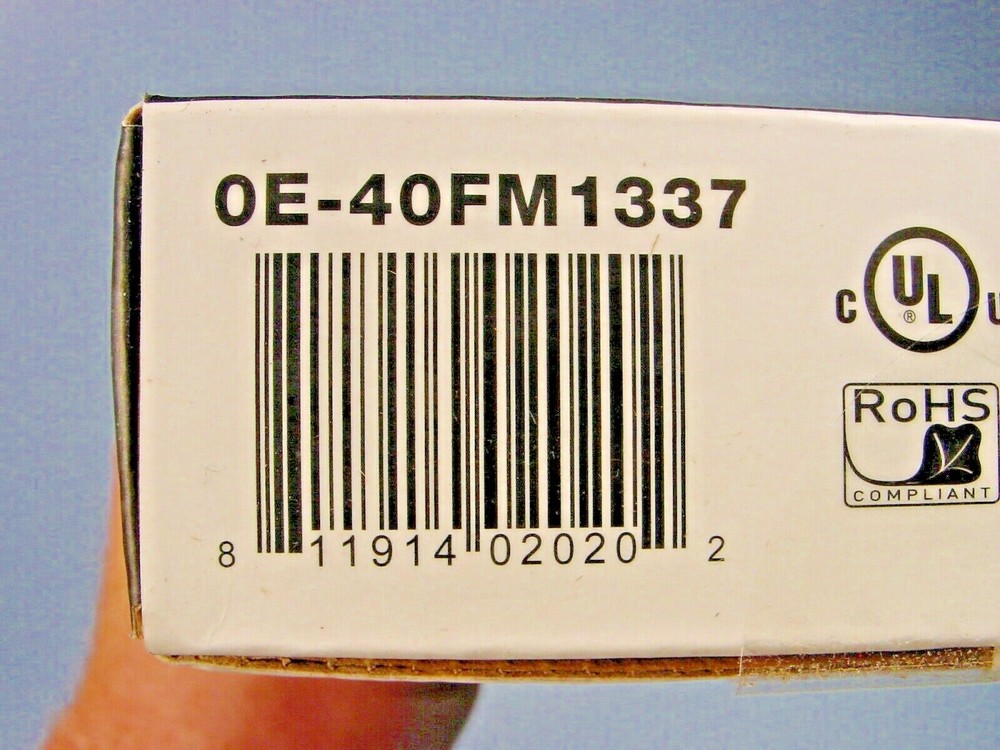 0E-40FM1337
C UL ® U
RoHS
COMPLIANT
8 11914 02020 2